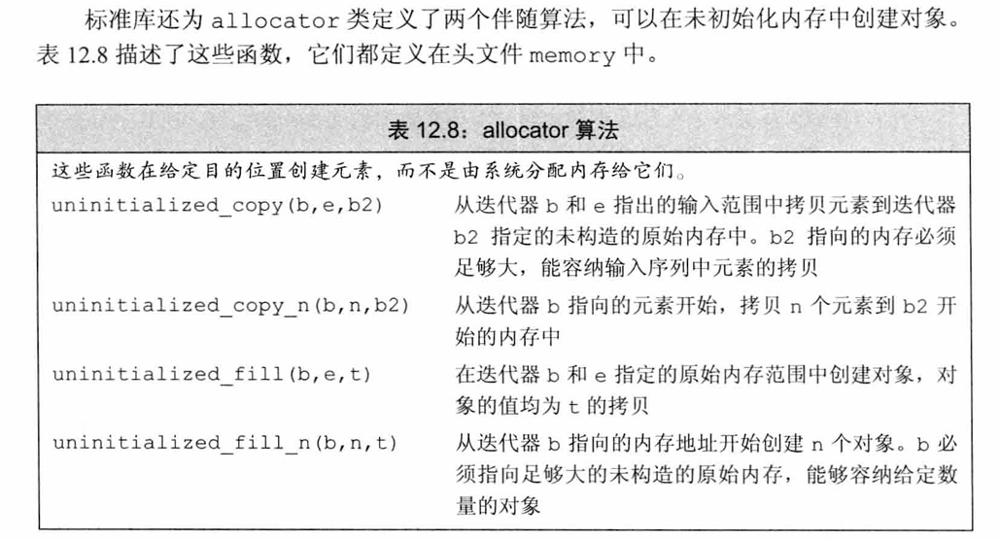 标准库还为 allocator 类定义了两个伴随算法，可以在未初始化内存中创建对象。
表 12.8 描述了这些函数，它们都定义在头文件 memory 中。
表 12.8：allocator 算法
这些函数在给定目的位置创建元素，而不是由系统分配内存给它们。
uninitialized_copy(b,e,b2) 从迭代器 b 和 e 指出的输入范围中拷贝元素到迭代器
b2 指定的未构造的原始内存中。b2 指向的内存必须
足够大，能容纳输入序列中元素的拷贝
uninitialized_copy_n(b,n,b2) 从迭代器 b 指向的元素开始，拷贝 n 个元素到 b2 开
始的内存中
uninitialized_fill(b,e,t) 在迭代器 b 和 e 指定的原始内存范围中创建对象，对
象的值均为 t 的拷贝
uninitialized_fill_n(b,n,t) 从迭代器 b 指向的内存地址开始创建 n 个对象。b 必
须指向足够大的未构造的原始内存，能够容纳给定数
量的对象